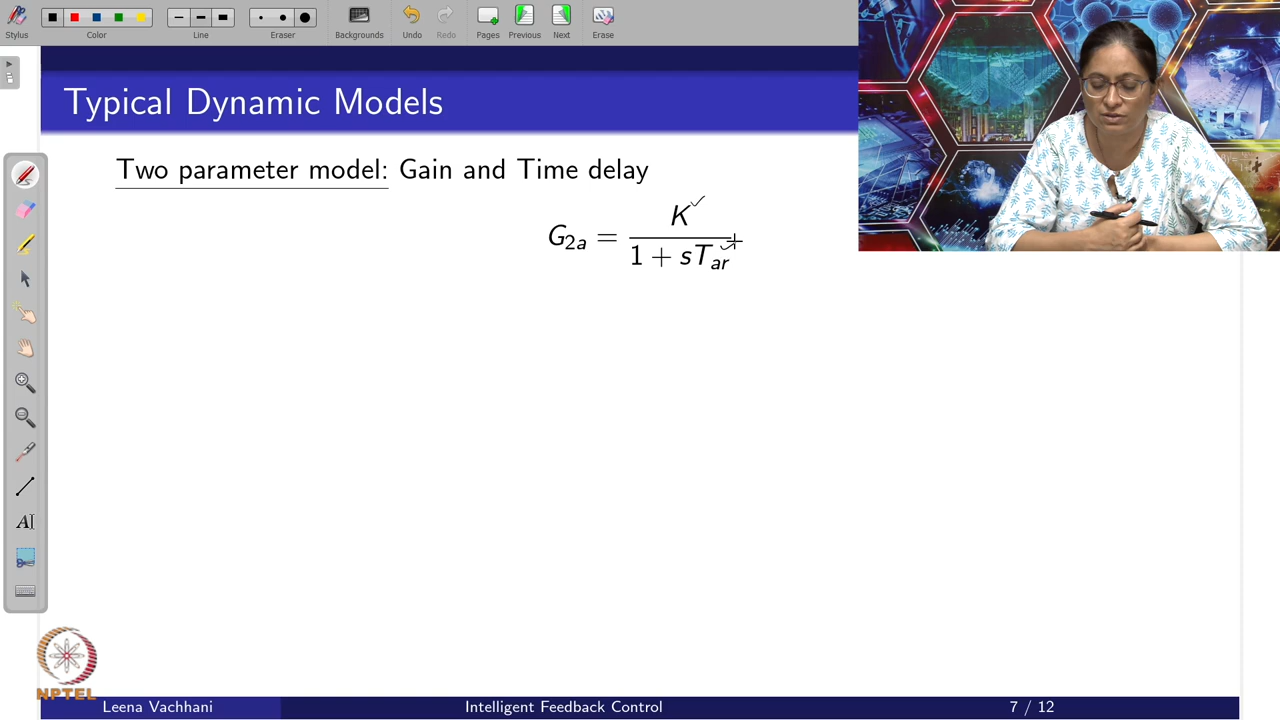 Stylus
Color
Line
Eraser
Backgrounds
Undo
Redo
Pages
Previous
Next
Erase
Typical Dynamic Models
Two parameter model: Gain and Time delay
G₂ₐ = K / (1 + sT_ar)
A
NPTEL
Leena Vachhani
Intelligent Feedback Control
7 / 12